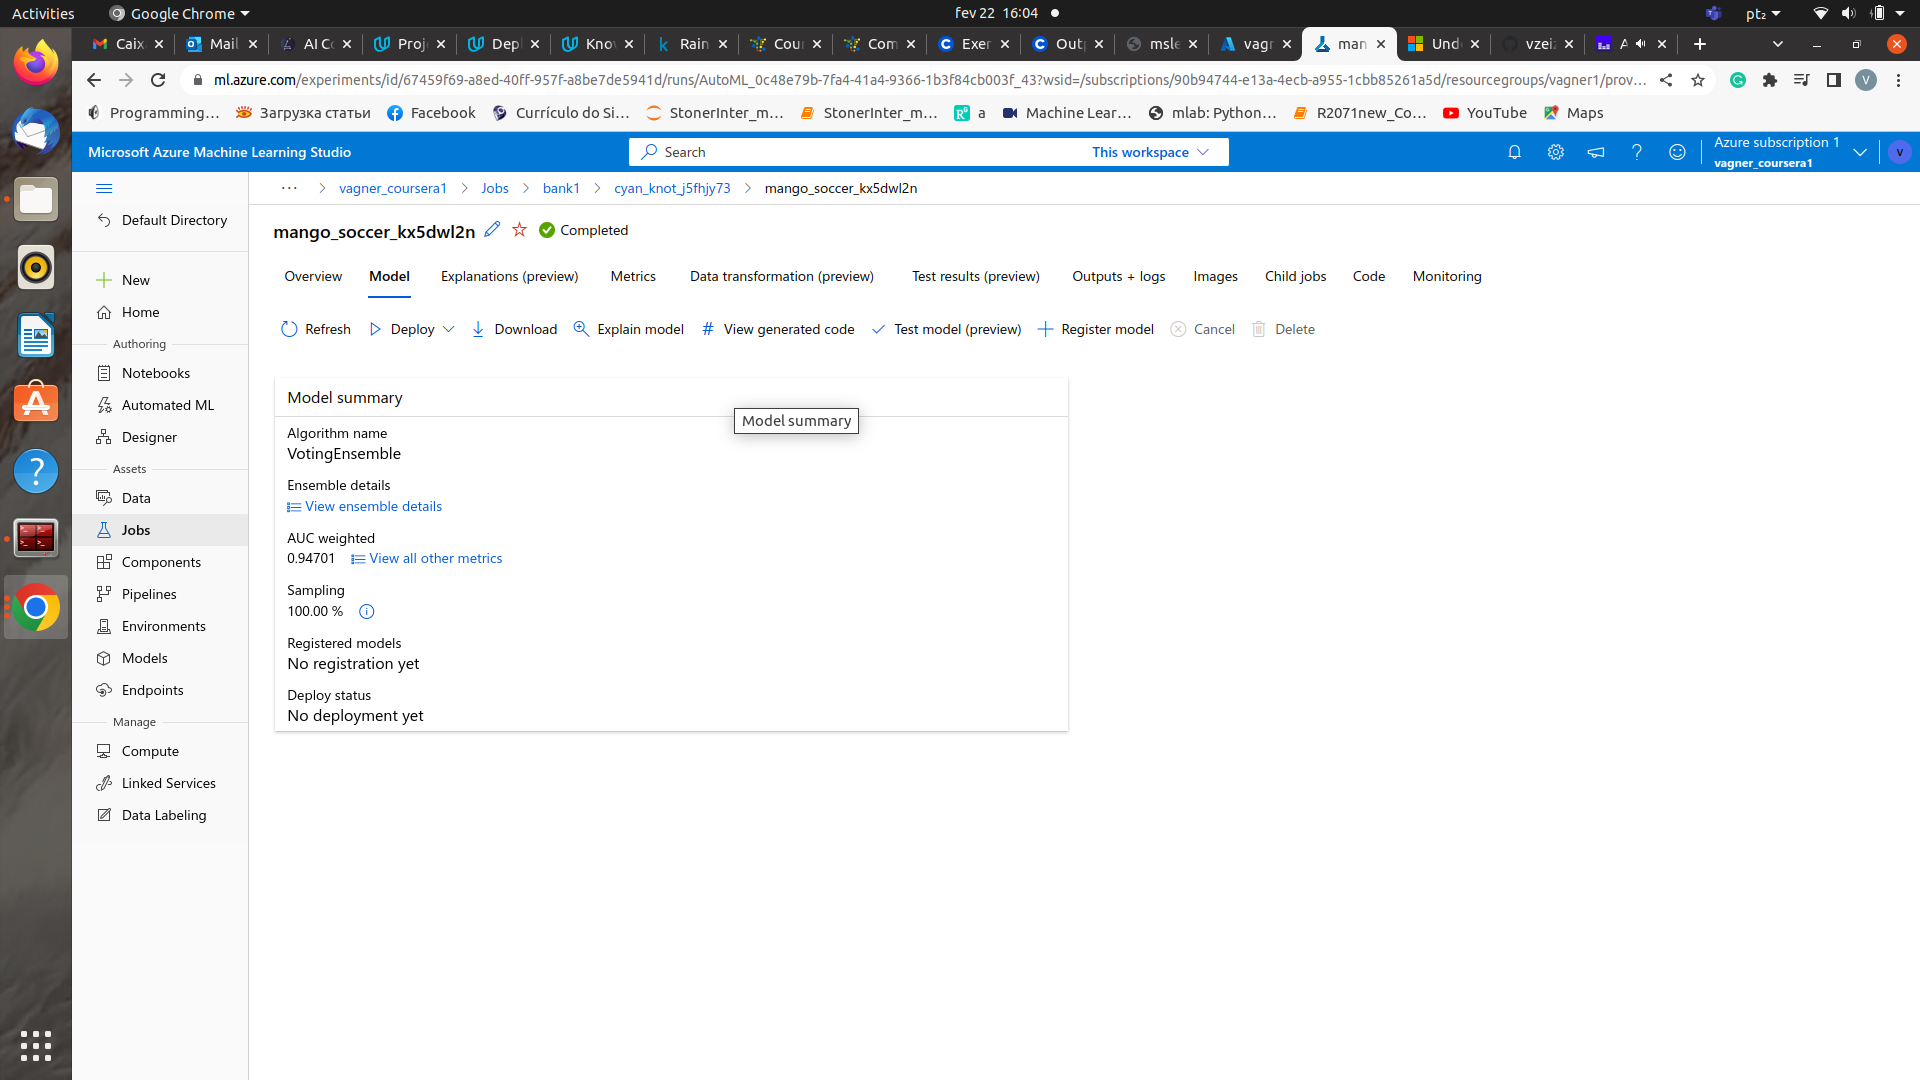 Activities
Google Chrome
fev 22 16:04
pt₂
Caix
Mail
AI Co
Proj
Depl
Kno
Rain
Cour
Com
Exer
Out
msle
vagr
man
Und
vzei
A
ml.azure.com/experiments/id/67459f69-a8ed-40ff-957f-a8be7de5941d/runs/AutoML_0c48e79b-7fa4-41a4-9366-1b3f84cb003f_43?wsid=/subscriptions/90b94744-e13a-4ecb-a955-1cbb85261a5d/resourcegroups/vagner1/prov…
V
Programming…
Загрузка статьи
Facebook
Currículo do Si…
StonerInter_m…
StonerInter_m…
a
Machine Lear…
mlab: Python…
R2071new_Co…
YouTube
Maps
Microsoft Azure Machine Learning Studio
Search
This workspace
Azure subscription 1
vagner_coursera1
V
Default Directory
New
Home
Authoring
Notebooks
Automated ML
Designer
Assets
Data
Jobs
Components
Pipelines
Environments
Models
Endpoints
Manage
Compute
Linked Services
Data Labeling
··· > vagner_coursera1 > Jobs > bank1 > cyan_knot_j5fhjy73 > mango_soccer_kx5dwl2n
mango_soccer_kx5dwl2n
Completed
Overview
Model
Explanations (preview)
Metrics
Data transformation (preview)
Test results (preview)
Outputs + logs
Images
Child jobs
Code
Monitoring
Refresh
Deploy
Download
Explain model
View generated code
Test model (preview)
Register model
Cancel
Delete
Model summary
Model summary
Algorithm name
VotingEnsemble
Ensemble details
View ensemble details
AUC weighted
0.94701
View all other metrics
Sampling
100.00 %
Registered models
No registration yet
Deploy status
No deployment yet